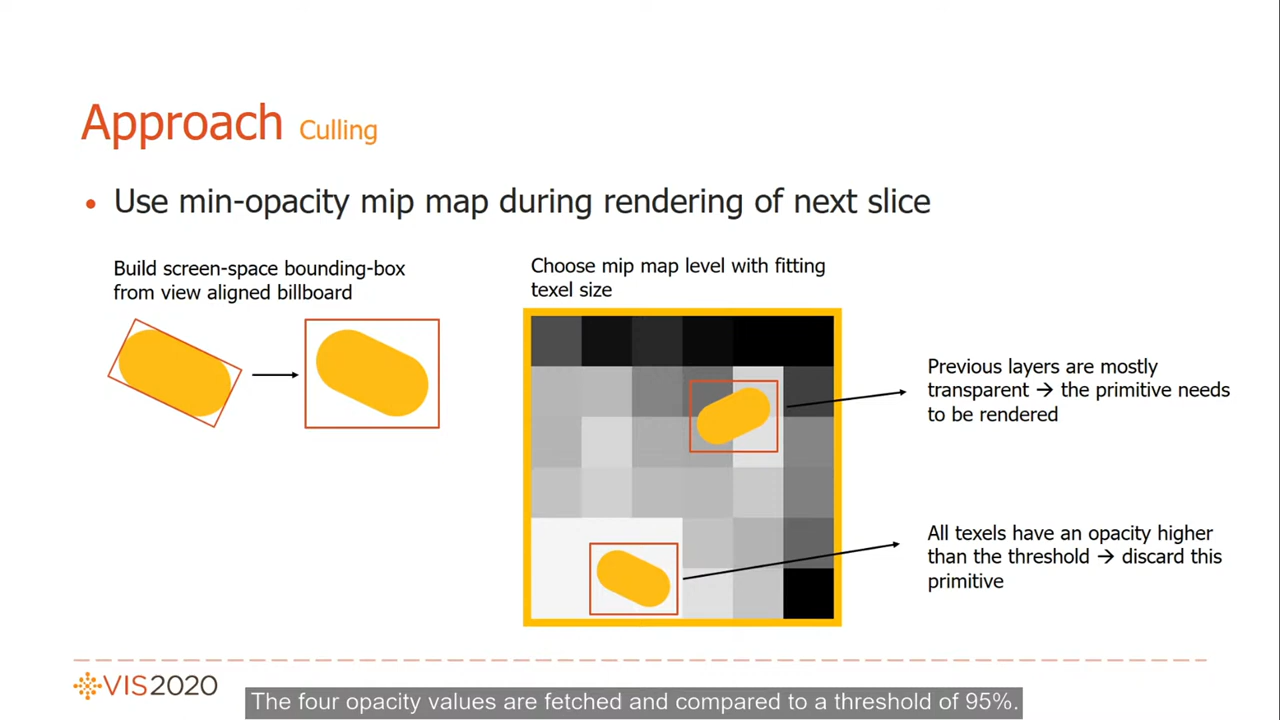 Approach Culling
• Use min-opacity mip map during rendering of next slice
Build screen-space bounding-box
from view aligned billboard
Choose mip map level with fitting
texel size
Previous layers are mostly
transparent → the primitive needs
to be rendered
All texels have an opacity higher
than the threshold → discard this
primitive
VIS2020
The four opacity values are fetched and compared to a threshold of 95%.